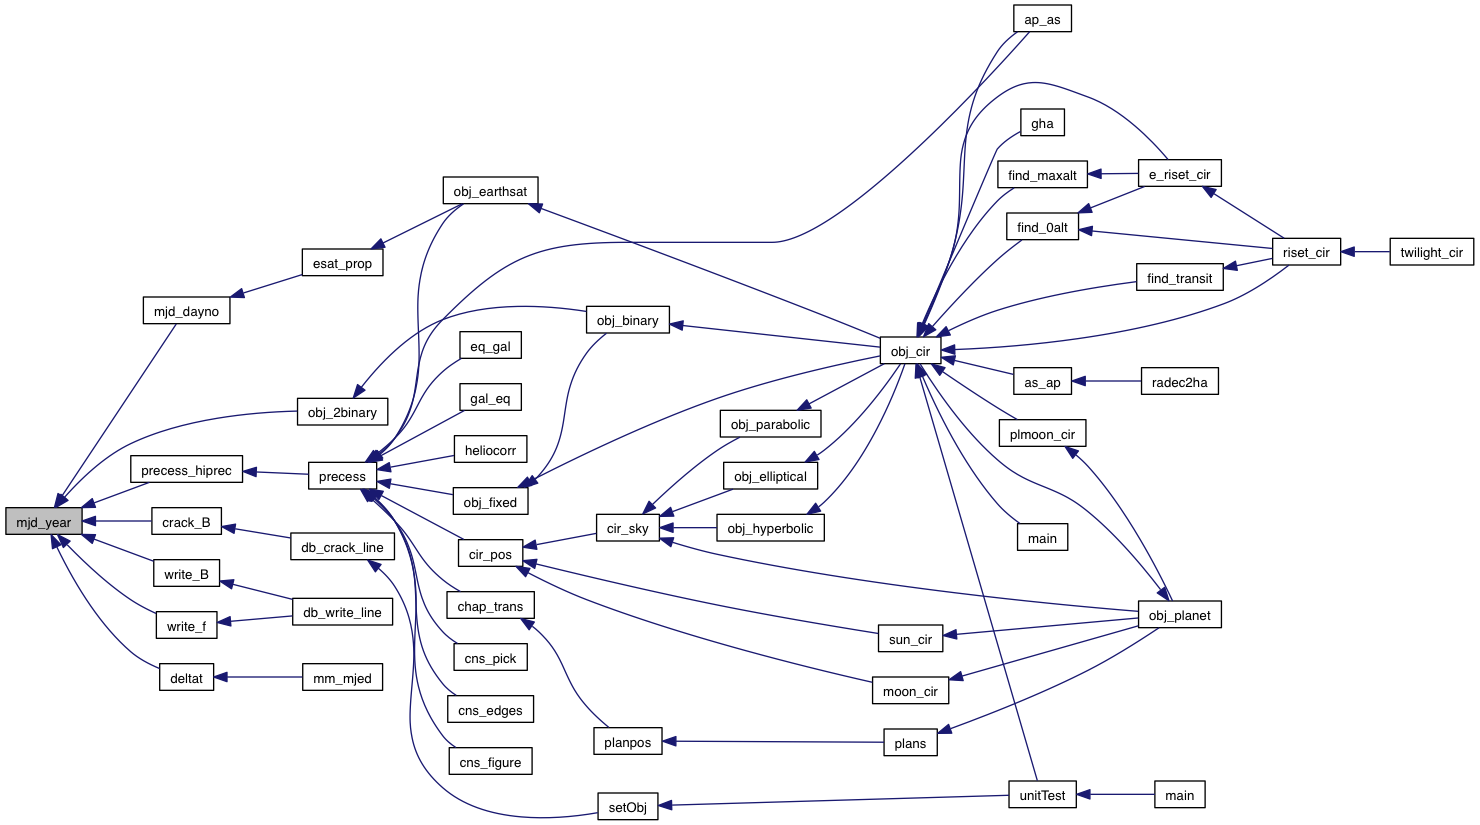 ap_as
gha
find_maxalt
e_riset_cir
obj_earthsat
find_0alt
riset_cir
twilight_cir
esat_prop
find_transit
mjd_dayno
obj_binary
eq_gal
obj_cir
as_ap
radec2ha
gal_eq
obj_2binary
obj_parabolic
plmoon_cir
heliocorr
precess_hiprec
precess
obj_elliptical
obj_fixed
mjd_year
crack_B
cir_sky
obj_hyperbolic
main
db_crack_line
cir_pos
write_B
chap_trans
db_write_line
obj_planet
write_f
sun_cir
cns_pick
deltat
mm_mjed
moon_cir
cns_edges
planpos
plans
cns_figure
setObj
unitTest
main